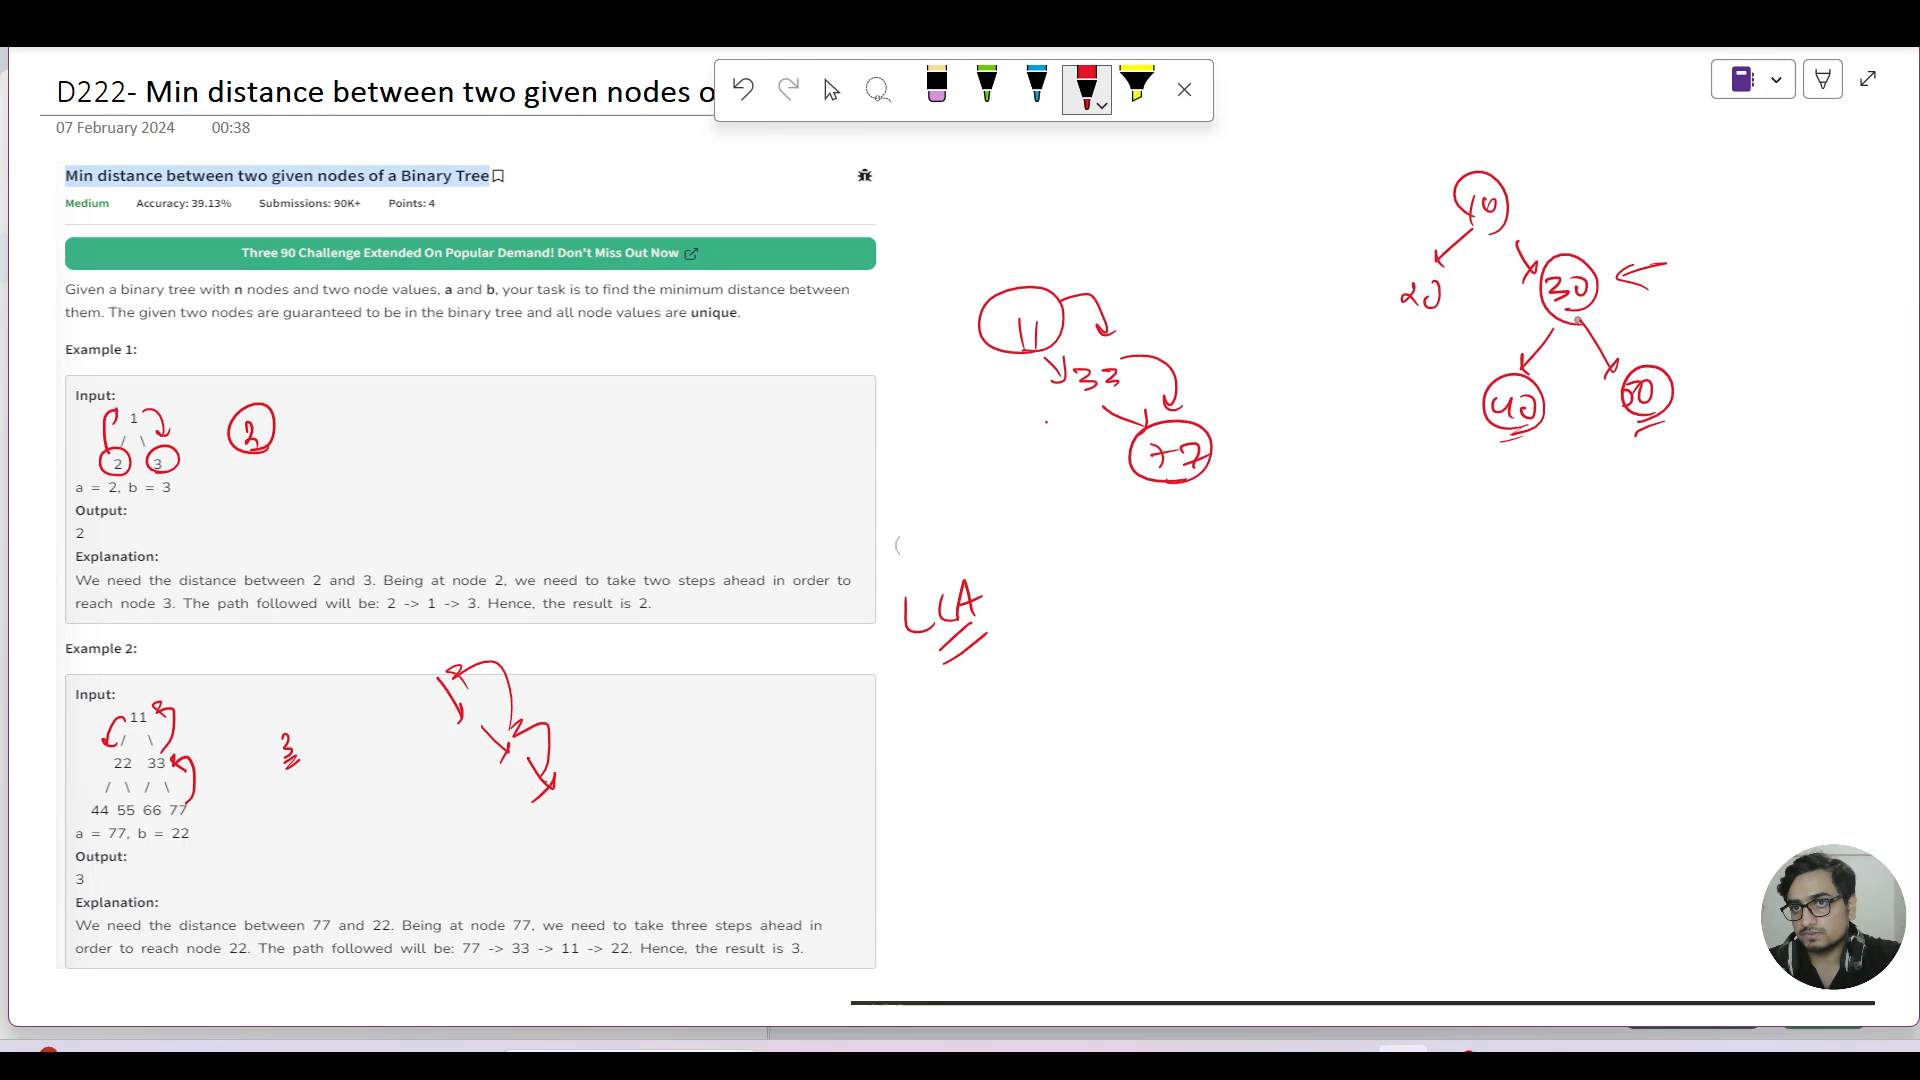 D222- Min distance between two given nodes o
07 February 2024 00:38
Min distance between two given nodes of a Binary Tree
Medium Accuracy: 39.13% Submissions: 90K+ Points: 4
Three 90 Challenge Extended On Popular Demand! Don't Miss Out Now
Given a binary tree with n nodes and two node values, a and b, your task is to find the minimum distance between
them. The given two nodes are guaranteed to be in the binary tree and all node values are unique.
Example 1:
Input:
1
/ \
2 3
a = 2, b = 3
Output:
2
Explanation:
We need the distance between 2 and 3. Being at node 2, we need to take two steps ahead in order to
reach node 3. The path followed will be: 2 -> 1 -> 3. Hence, the result is 2.
2
Example 2:
Input:
11
/ \
22 33
/ \ / \
44 55 66 77
a = 77, b = 22
Output:
3
Explanation:
We need the distance between 77 and 22. Being at node 77, we need to take three steps ahead in
order to reach node 22. The path followed will be: 77 -> 33 -> 11 -> 22. Hence, the result is 3.
3
11
33
77
LCA
10
20
30
40
50